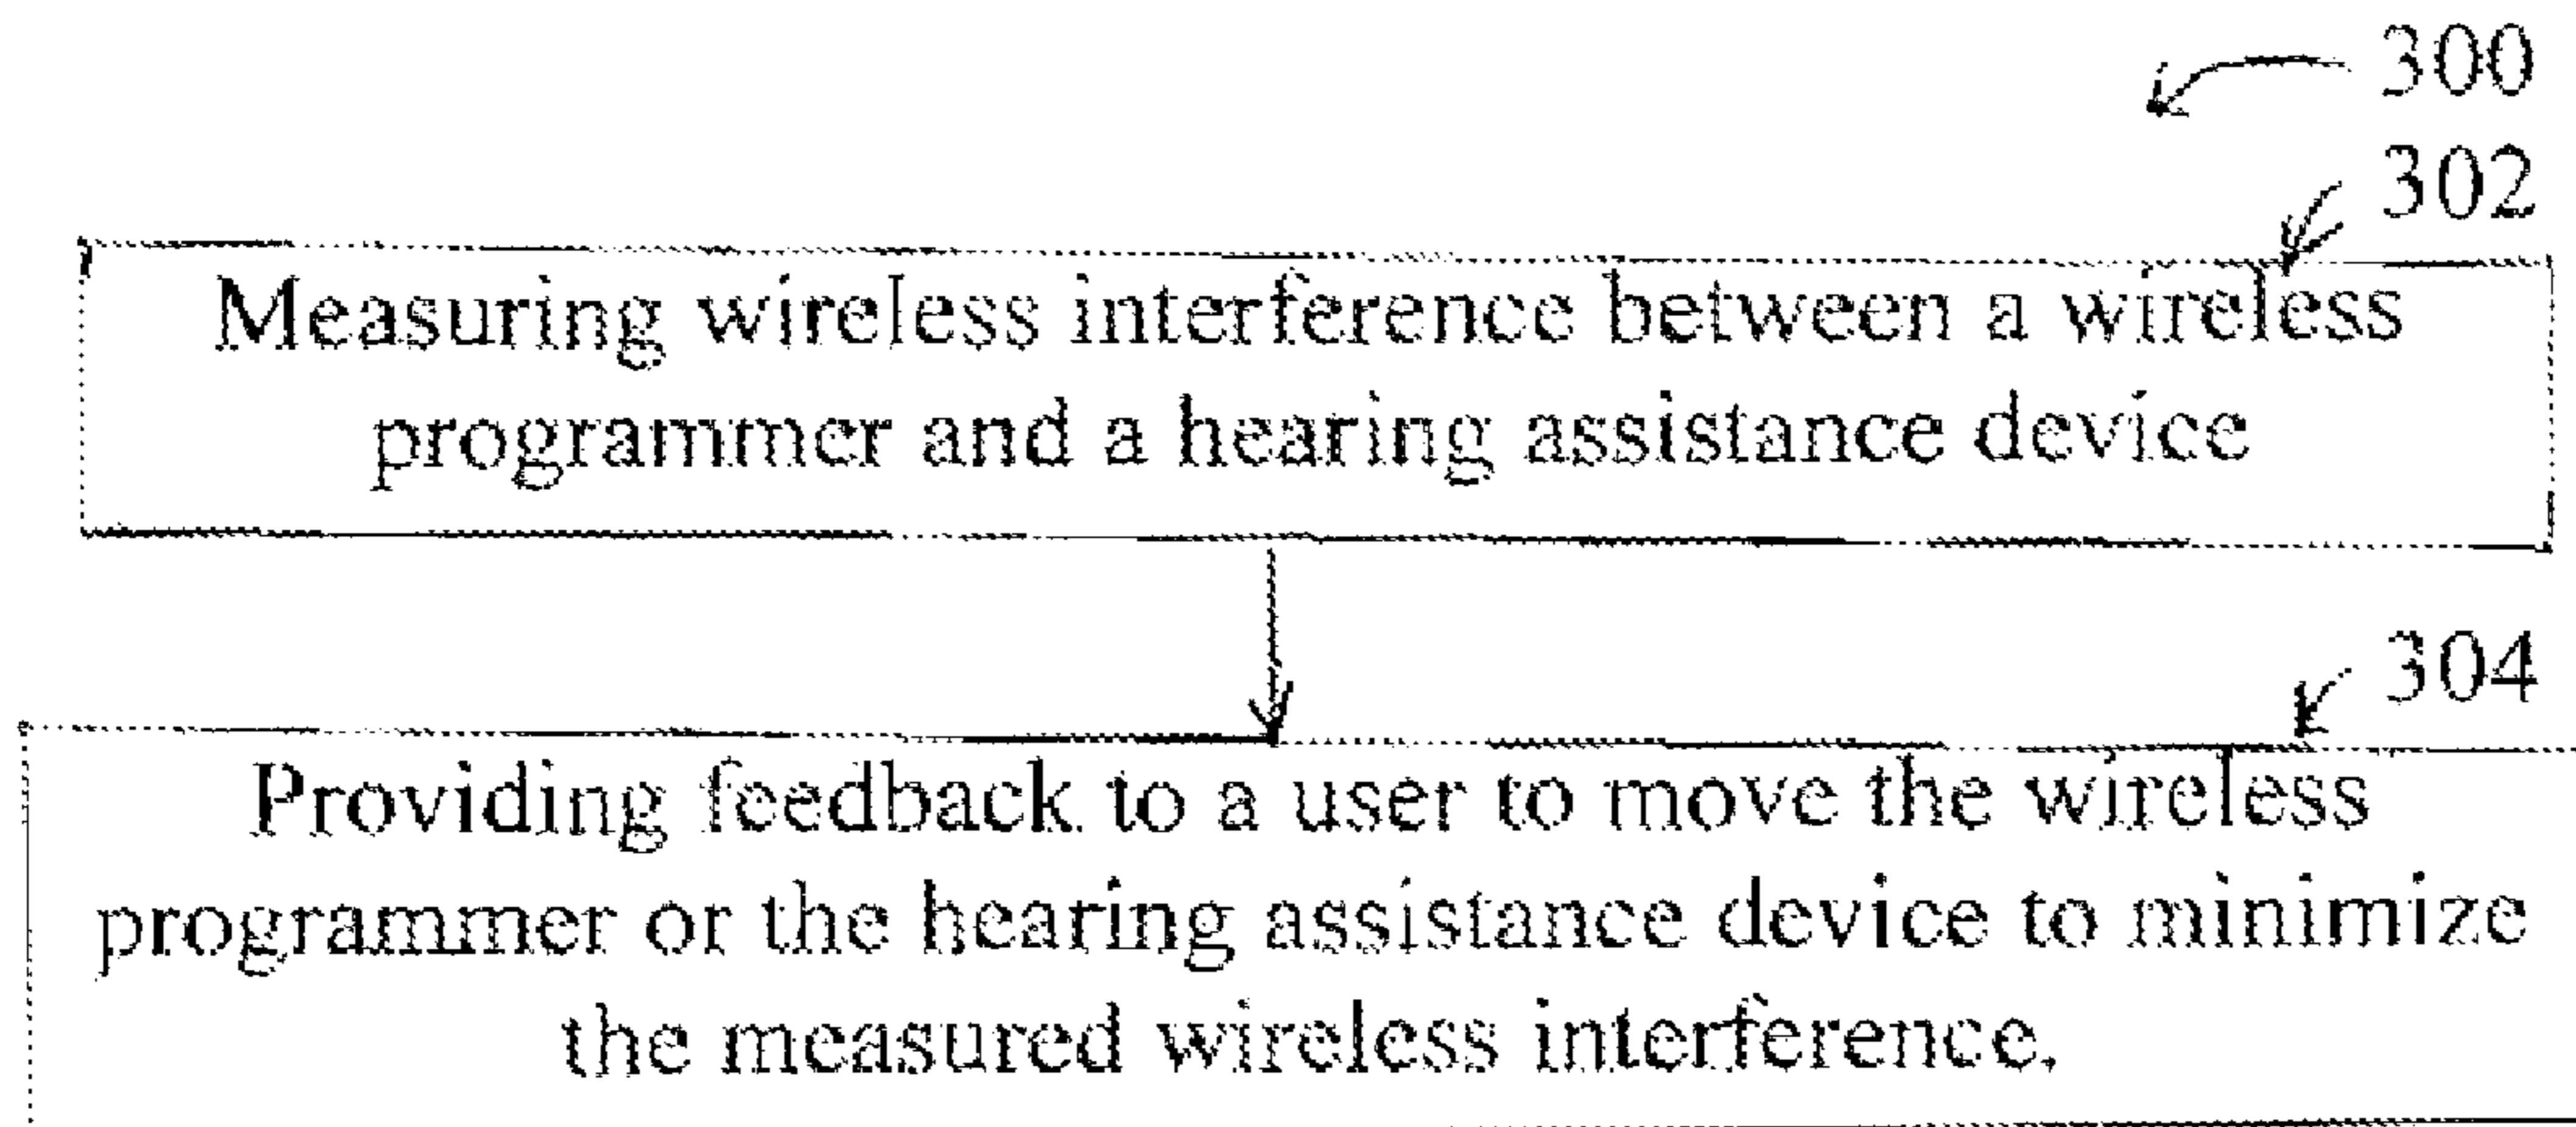 300
302
Measuring wireless interference between a wireless
programmer and a hearing assistance device
304
Providing feedback to a user to move the wireless
programmer or the hearing assistance device to minimize
the measured wireless interference.